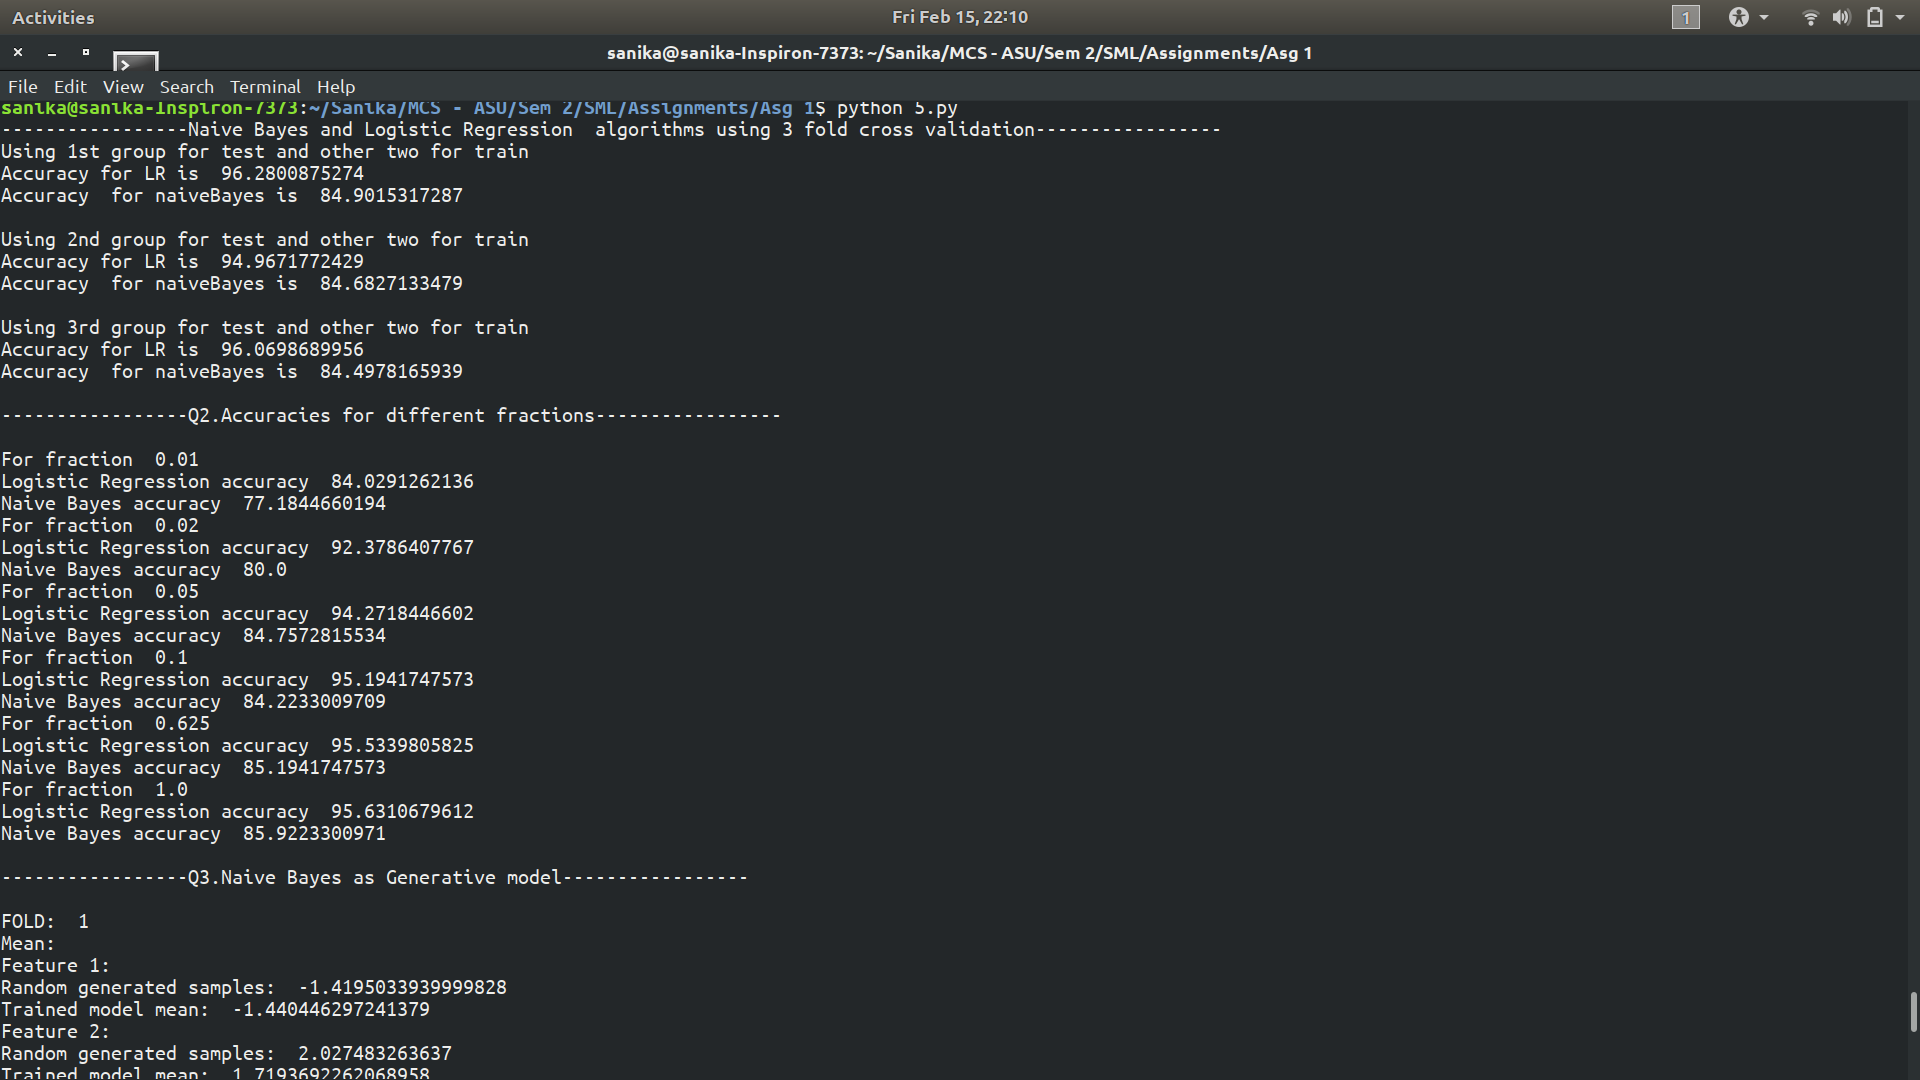 Activities
Fri Feb 15, 22:10
1
sanika@sanika-Inspiron-7373: ~/Sanika/MCS - ASU/Sem 2/SML/Assignments/Asg 1
File Edit View Search Terminal Help
sanika@sanika-Inspiron-7373:~/Sanika/MCS - ASU/Sem 2/SML/Assignments/Asg 1$ python 5.py
-----------------Naive Bayes and Logistic Regression  algorithms using 3 fold cross validation-----------------
Using 1st group for test and other two for train
Accuracy for LR is  96.2800875274
Accuracy  for naiveBayes is  84.9015317287
Using 2nd group for test and other two for train
Accuracy for LR is  94.9671772429
Accuracy  for naiveBayes is  84.6827133479
Using 3rd group for test and other two for train
Accuracy for LR is  96.0698689956
Accuracy  for naiveBayes is  84.4978165939
-----------------Q2.Accuracies for different fractions-----------------
For fraction  0.01
Logistic Regression accuracy  84.0291262136
Naive Bayes accuracy  77.1844660194
For fraction  0.02
Logistic Regression accuracy  92.3786407767
Naive Bayes accuracy  80.0
For fraction  0.05
Logistic Regression accuracy  94.2718446602
Naive Bayes accuracy  84.7572815534
For fraction  0.1
Logistic Regression accuracy  95.1941747573
Naive Bayes accuracy  84.2233009709
For fraction  0.625
Logistic Regression accuracy  95.5339805825
Naive Bayes accuracy  85.1941747573
For fraction  1.0
Logistic Regression accuracy  95.6310679612
Naive Bayes accuracy  85.9223300971
-----------------Q3.Naive Bayes as Generative model-----------------
FOLD:  1
Mean:
Feature 1:
Random generated samples:  -1.4195033939999828
Trained model mean:  -1.440446297241379
Feature 2:
Random generated samples:  2.027483263637
Trained model mean:  1.7193692262068958